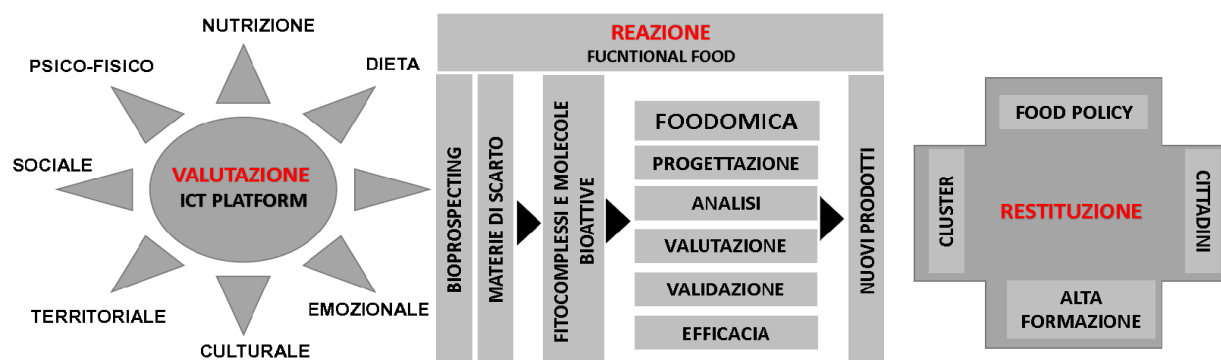 NUTRIZIONE
PSICO-FISICO
DIETA
SOCIALE
VALUTAZIONE
ICT PLATFORM
TERRITORIALE
EMOZIONALE
CULTURALE
REAZIONE
FUCNTIONAL FOOD
BIOPROSPECTING
MATERIE DI SCARTO
FITOCOMPLESSI E MOLECOLE
BIOATTIVE
FOODOMICA
PROGETTAZIONE
ANALISI
VALUTAZIONE
VALIDAZIONE
EFFICACIA
NUOVI PRODOTTI
FOOD POLICY
CLUSTER
RESTITUZIONE
CITTADINI
ALTA
FORMAZIONE